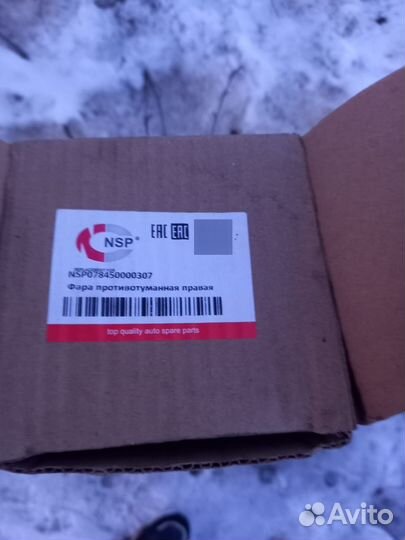 NSP®
EAC EAC
NSP078450000307
Фара противотуманная правая
top quality auto spare parts
Avito